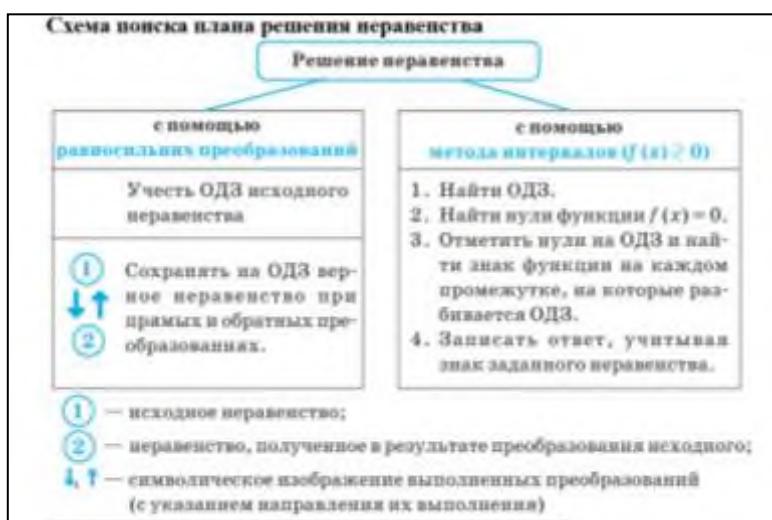 Схема поиска плана решения неравенства
Решение неравенства
с помощью
равносильных преобразований
Учесть ОДЗ исходного
неравенства
1
2
Сохранять на ОДЗ вер-
ное неравенство при
прямых и обратных пре-
образованиях.
с помощью
метода интервалов (f (x) ≥ 0)
1. Найти ОДЗ.
2. Найти нули функции f (x) = 0.
3. Отметить нули на ОДЗ и най-
ти знак функции на каждом
промежутке, на которые раз-
бивается ОДЗ.
4. Записать ответ, учитывая
знак заданного неравенства.
1 — исходное неравенство;
2 — неравенство, полученное в результате преобразования исходного;
↓, ↑ — символическое изображение выполненных преобразований
(с указанием направления их выполнения)